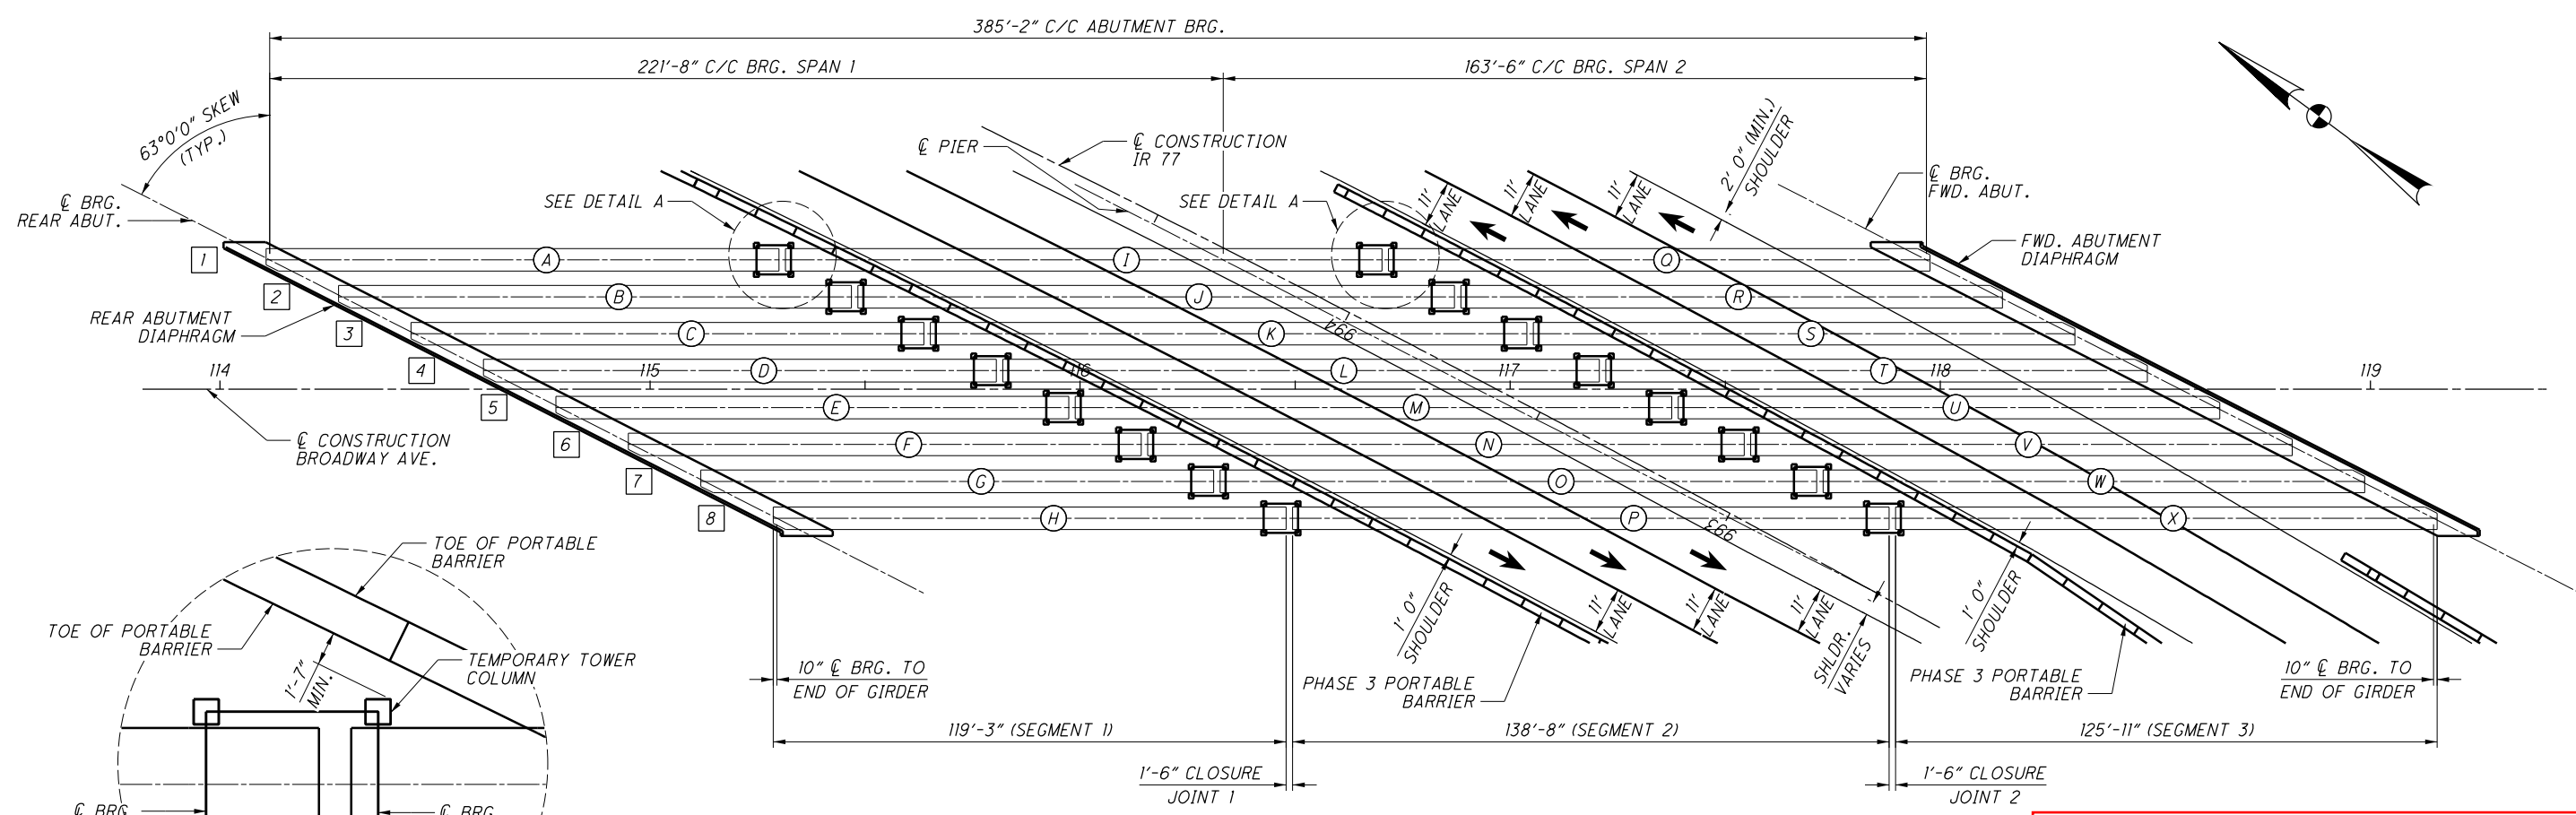 385'-2" C/C ABUTMENT BRG.
221'-8" C/C BRG. SPAN 1
163'-6" C/C BRG. SPAN 2
63°0'0" SKEW
(TYP.)
℄ BRG.
REAR ABUT.
SEE DETAIL A
℄ PIER
℄ CONSTRUCTION
IR 77
SEE DETAIL A
11'
LANE
11'
LANE
11'
LANE
2' 0" (MIN.)
SHOULDER
℄ BRG.
FWD. ABUT.
FWD. ABUTMENT
DIAPHRAGM
1
A
I
Q
2
B
J
R
REAR ABUTMENT
DIAPHRAGM
3
C
K
S
994
4
D
L
T
114
115
116
117
118
119
5
E
M
U
℄ CONSTRUCTION
BROADWAY AVE.
6
F
N
V
7
G
O
W
8
H
P
X
993
TOE OF PORTABLE
BARRIER
TOE OF PORTABLE
BARRIER
1'-7"
MIN.
TEMPORARY TOWER
COLUMN
℄ BRG
℄ BRG
10" ℄ BRG. TO
END OF GIRDER
1' 0"
SHOULDER
11'
LANE
11'
LANE
11'
LANE
SHLDR.
VARIES
1' 0"
SHOULDER
PHASE 3 PORTABLE
BARRIER
PHASE 3 PORTABLE
BARRIER
10" ℄ BRG. TO
END OF GIRDER
119'-3" (SEGMENT 1)
138'-8" (SEGMENT 2)
125'-11" (SEGMENT 3)
1'-6" CLOSURE
JOINT 1
1'-6" CLOSURE
JOINT 2